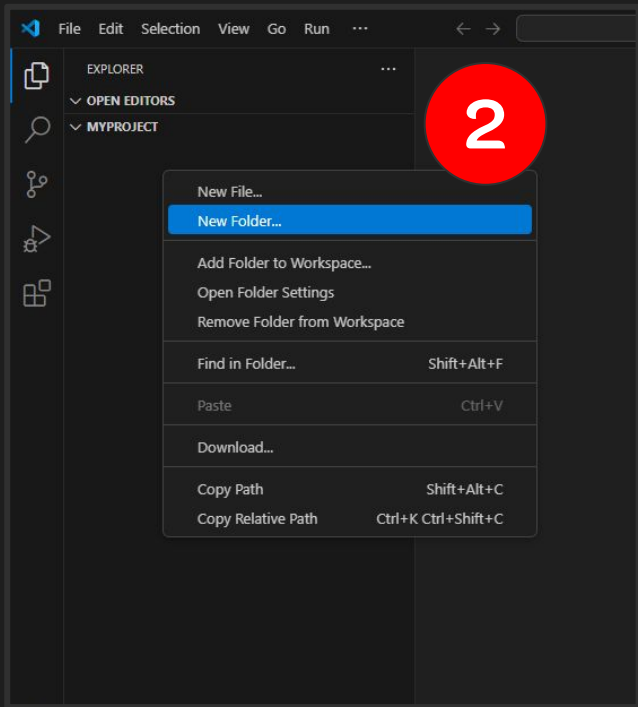 File Edit Selection View Go Run ...
EXPLORER ...
OPEN EDITORS
MYPROJECT
2
New File...
New Folder...
Add Folder to Workspace...
Open Folder Settings
Remove Folder from Workspace
Find in Folder... Shift+Alt+F
Paste Ctrl+V
Download...
Copy Path Shift+Alt+C
Copy Relative Path Ctrl+K Ctrl+Shift+C